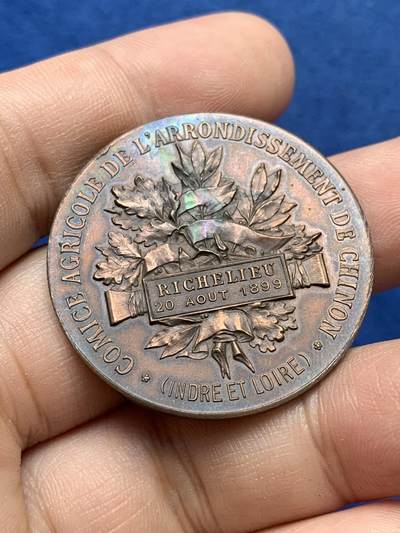 COMICE AGRICOLE DE L'ARRONDISSEMENT DE CHINON
RICHELIEU
20 AOUT 1899
* (INDRE ET LOIRE) *